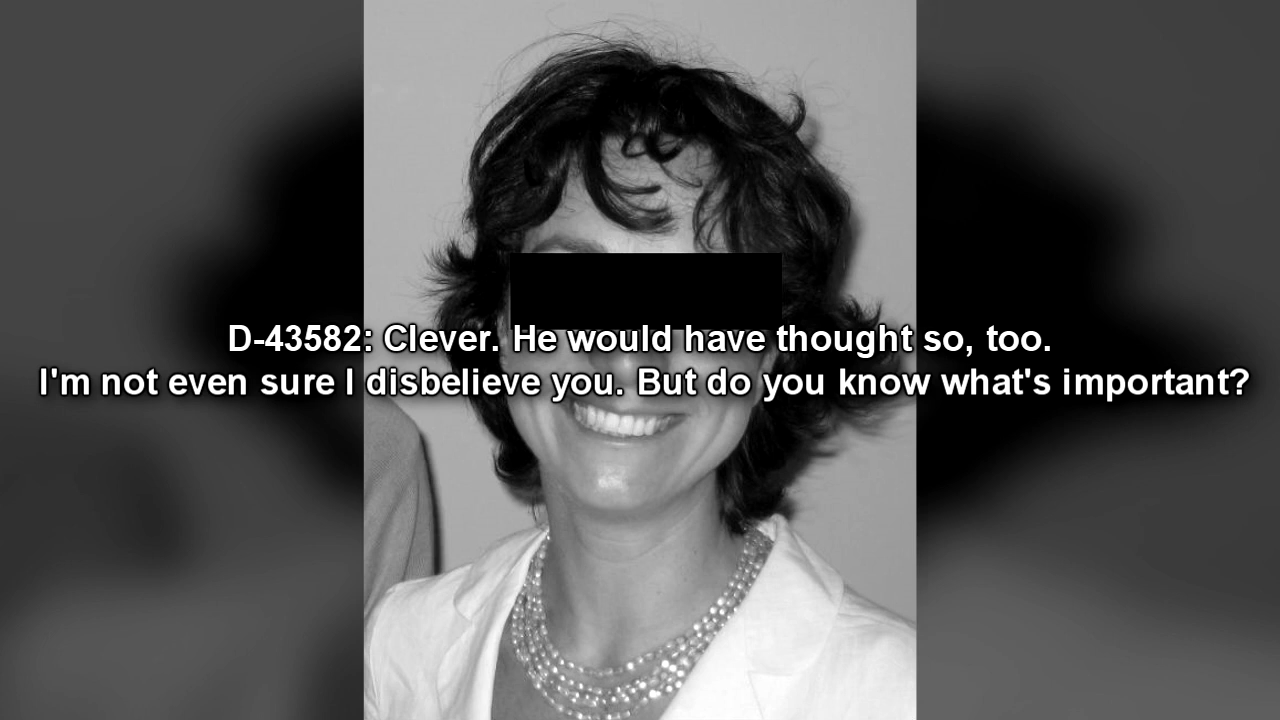 D-43582: Clever. He would have thought so, too.
I'm not even sure I disbelieve you. But do you know what's important?